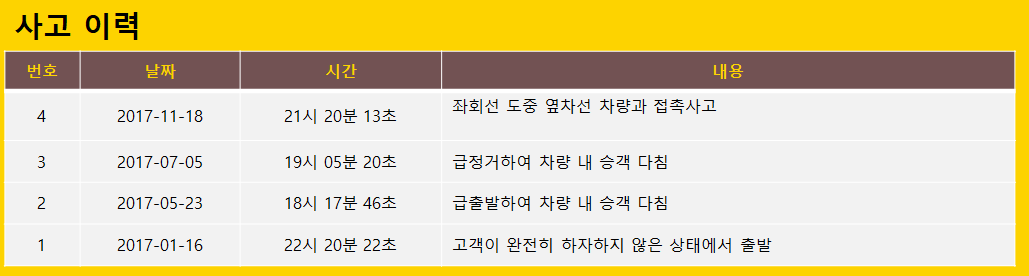 사고 이력
번호 날짜 시간 내용
4 2017-11-18 21시 20분 13초 좌회선 도중 옆차선 차량과 접촉사고
3 2017-07-05 19시 05분 20초 급정거하여 차량 내 승객 다침
2 2017-05-23 18시 17분 46초 급출발하여 차량 내 승객 다침
1 2017-01-16 22시 20분 22초 고객이 완전히 하자하지 않은 상태에서 출발